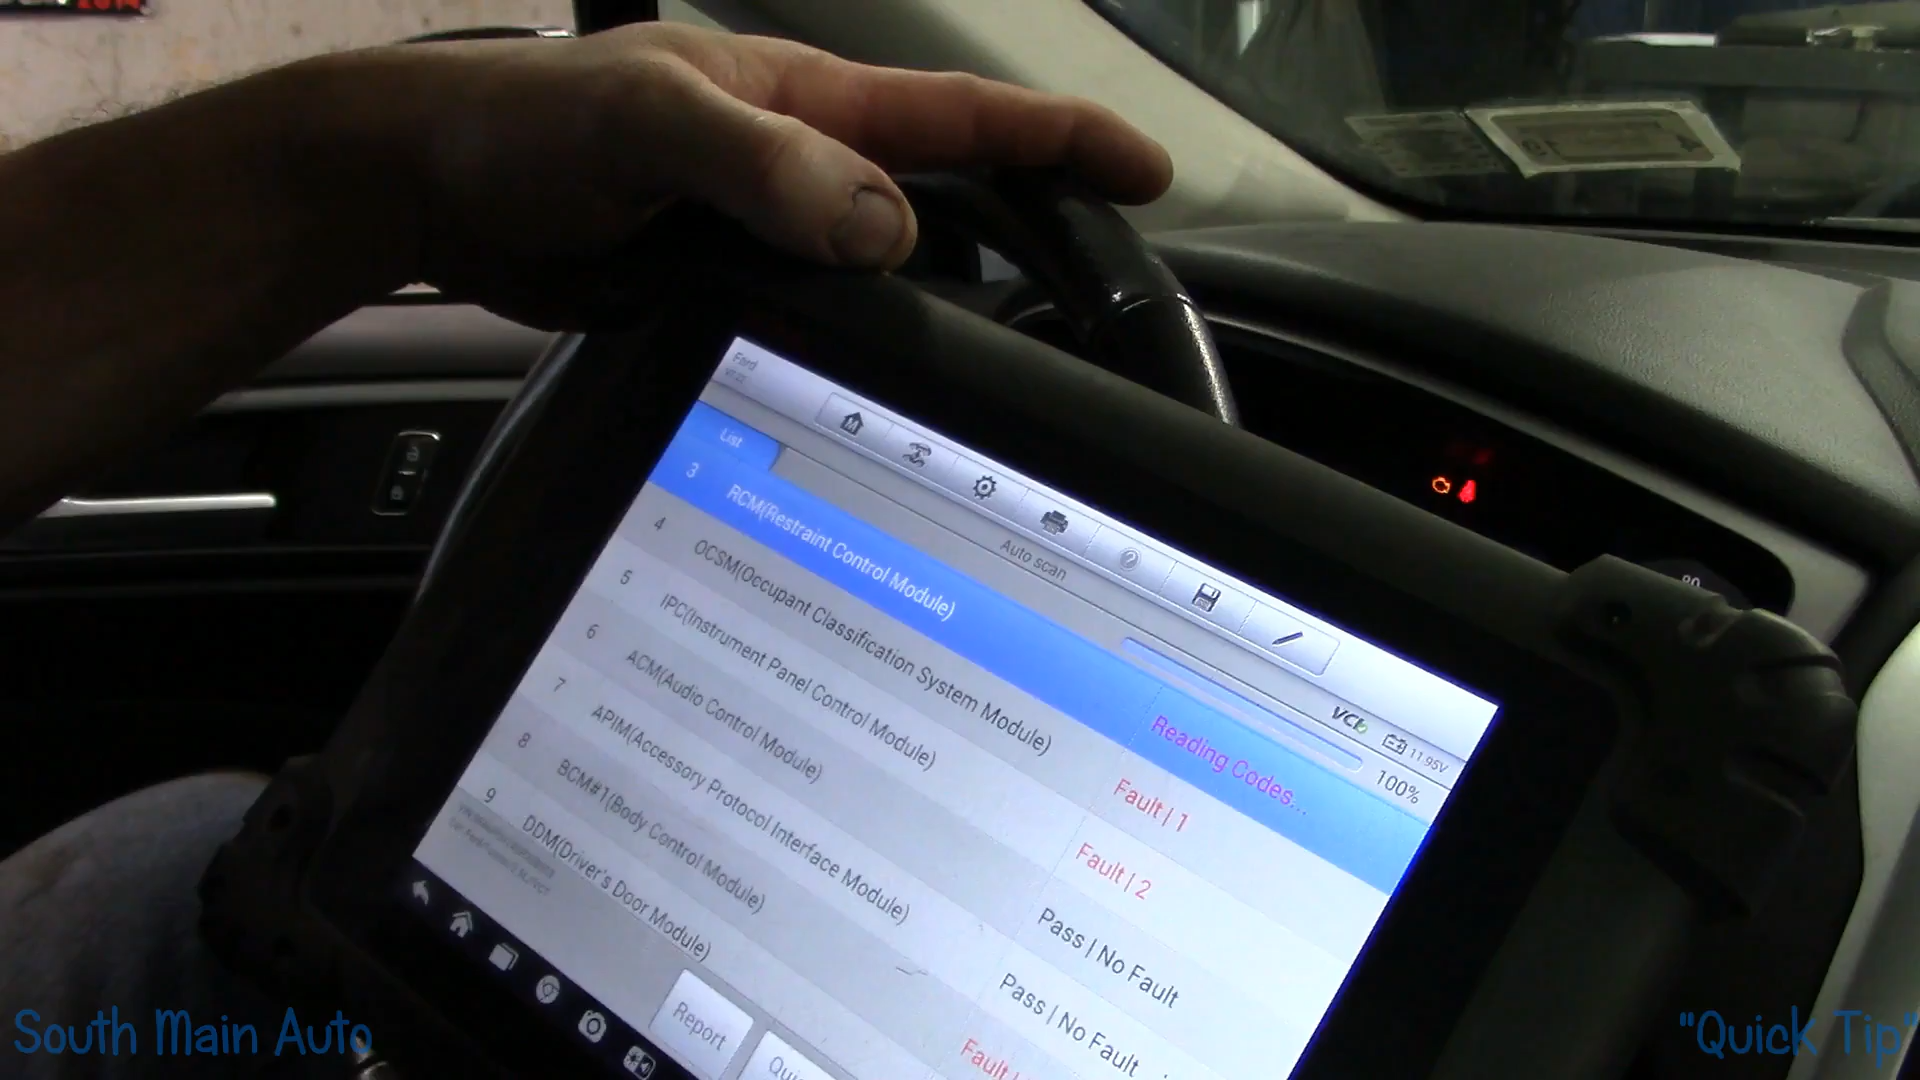 2014
Ford
List
Auto scan
VCI
11.95V
100%
3 RCM(Restraint Control Module) Reading Codes...
4 OCSM(Occupant Classification System Module) Fault | 1
5 IPC(Instrument Panel Control Module) Fault | 2
6 ACM(Audio Control Module) Pass | No Fault
7 APIM(Accessory Protocol Interface Module) Pass | No Fault
8 BCM#1(Body Control Module) Fault |
9 DDM(Driver's Door Module)
Report
80
South Main Auto
"Quick Tip"